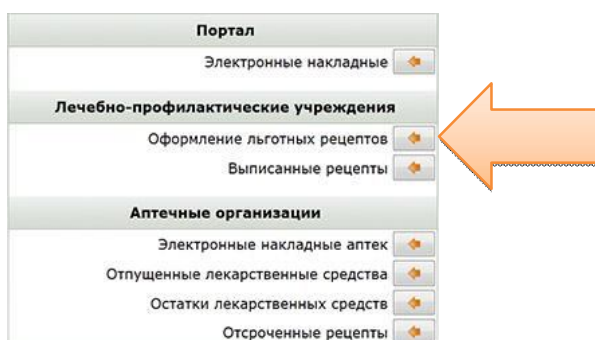 Портал
Электронные накладные
Лечебно-профилактические учреждения
Оформление льготных рецептов
Выписанные рецепты
Аптечные организации
Электронные накладные аптек
Отпущенные лекарственные средства
Остатки лекарственных средств
Отсроченные рецепты